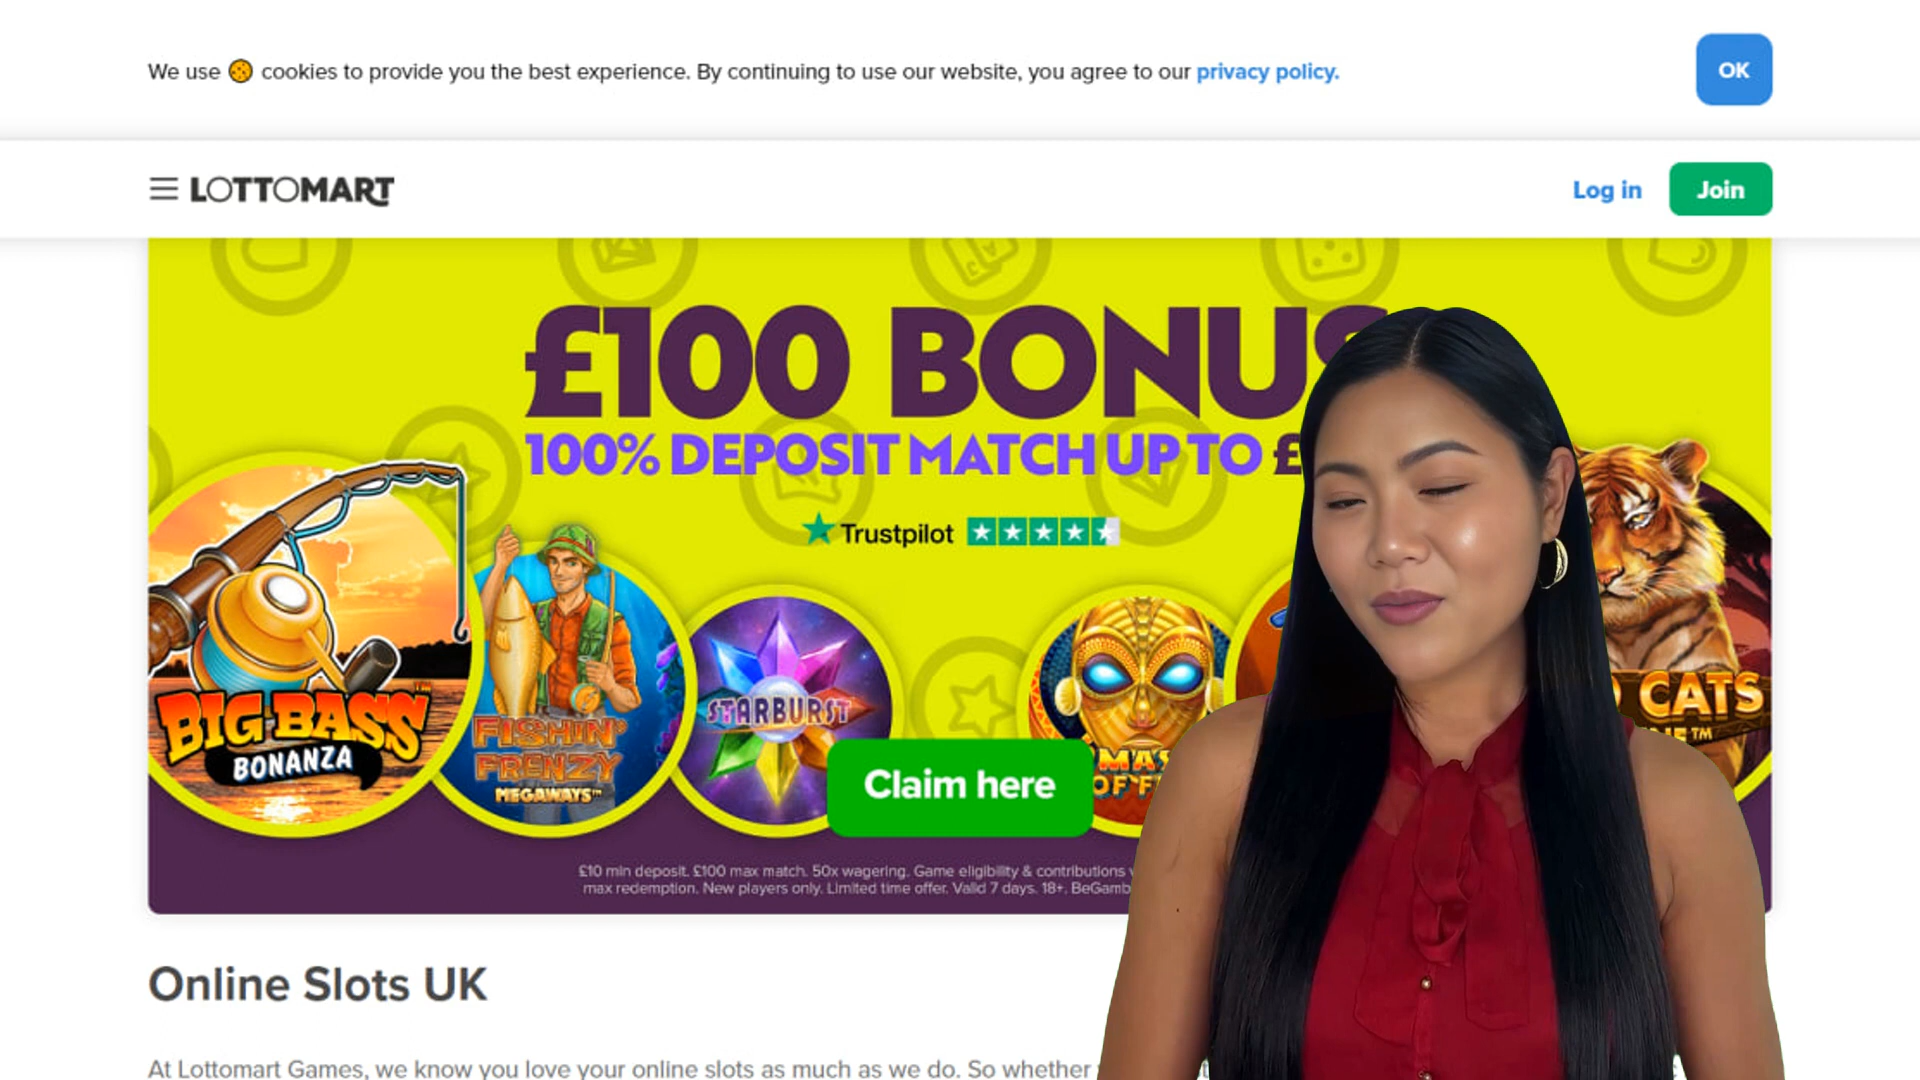 We use cookies to provide you the best experience. By continuing to use our website, you agree to our privacy policy.
OK
LOTTOMART
Log in
Join
£100 BONUS
100% DEPOSIT MATCH UP TO £
Trustpilot
BIG BASS
BONANZA
FISHIN'
FRENZY
MEGAWAYS™
STARBURST
CATS
™
Claim here
£10 min deposit. £100 max match. 50x wagering. Game eligibility & contributions
max redemption. New players only. Limited time offer. Valid 7 days. 18+.
Online Slots UK
At Lottomart Games, we know you love your online slots as much as we do. So whether